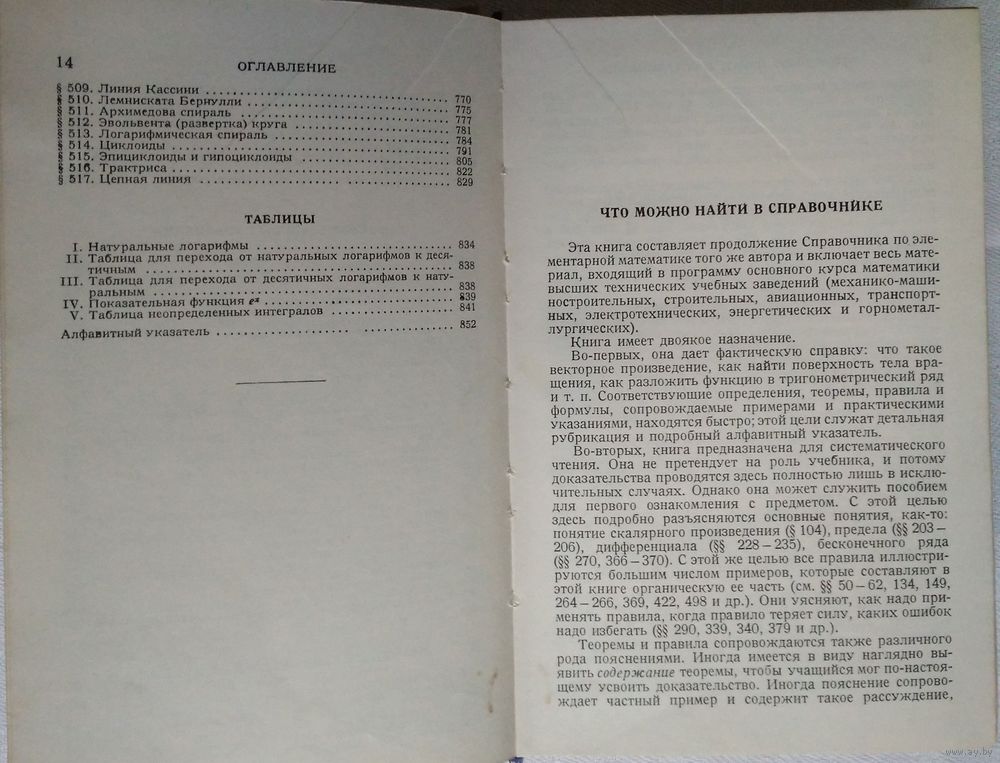 14 ОГЛАВЛЕНИЕ
§ 509. Линия Кассини . . . . . . . . . . 770
§ 510. Лемниската Бернулли . . . . . . . . . . 775
§ 511. Архимедова спираль . . . . . . . . . . 777
§ 512. Эвольвента (развертка) круга . . . . . . . . . . 781
§ 513. Логарифмическая спираль . . . . . . . . . . 784
§ 514. Циклоиды . . . . . . . . . . 791
§ 515. Эпициклоиды и гипоциклоиды . . . . . . . . . . 805
§ 516. Трактриса . . . . . . . . . . 822
§ 517. Цепная линия . . . . . . . . . . 829
ТАБЛИЦЫ
I. Натуральные логарифмы . . . . . . . . . . 834
II. Таблица для перехода от натуральных логарифмов к деся-
тичным . . . . . . . . . . 838
III. Таблица для перехода от десятичных логарифмов к нату-
ральным . . . . . . . . . . 838
IV. Показательная функция eˣ . . . . . . . . . . 839
V. Таблица неопределенных интегралов . . . . . . . . . . 841
Алфавитный указатель . . . . . . . . . . 852
ЧТО МОЖНО НАЙТИ В СПРАВОЧНИКЕ
Эта книга составляет продолжение Справочника по эле-
ментарной математике того же автора и включает весь мате-
риал, входящий в программу основного курса математики
высших технических учебных заведений (механико-маши-
ностроительных, строительных, авиационных, транспорт-
ных, электротехнических, энергетических и горнометал-
лургических).
Книга имеет двоякое назначение.
Во-первых, она дает фактическую справку: что такое
векторное произведение, как найти поверхность тела вра-
щения, как разложить функцию в тригонометрический ряд
и т. п. Соответствующие определения, теоремы, правила и
формулы, сопровождаемые примерами и практическими
указаниями, находятся быстро; этой цели служат детальная
рубрикация и подробный алфавитный указатель.
Во-вторых, книга предназначена для систематического
чтения. Она не претендует на роль учебника, и потому
доказательства проводятся здесь полностью лишь в исклю-
чительных случаях. Однако она может служить пособием
для первого ознакомления с предметом. С этой целью
здесь подробно разъясняются основные понятия, как-то:
понятие скалярного произведения (§ 104), предела (§§ 203 –
206), дифференциала (§§ 228 – 235), бесконечного ряда
(§§ 270, 366 – 370). С этой же целью все правила иллюстри-
руются большим числом примеров, которые составляют в
этой книге органическую ее часть (см. §§ 50 – 62, 134, 149,
264 – 266, 369, 422, 498 и др.). Они уясняют, как надо при-
менять правила, когда правило теряет силу, каких ошибок
надо избегать (§§ 290, 339, 340, 379 и др.).
Теоремы и правила сопровождаются также различного
рода пояснениями. Иногда имеется в виду наглядно вы-
явить содержание теоремы, чтобы учащийся мог по-настоя-
щему усвоить доказательство. Иногда пояснение сопрово-
ждает частный пример и содержит такое рассуждение,
www.ay.by